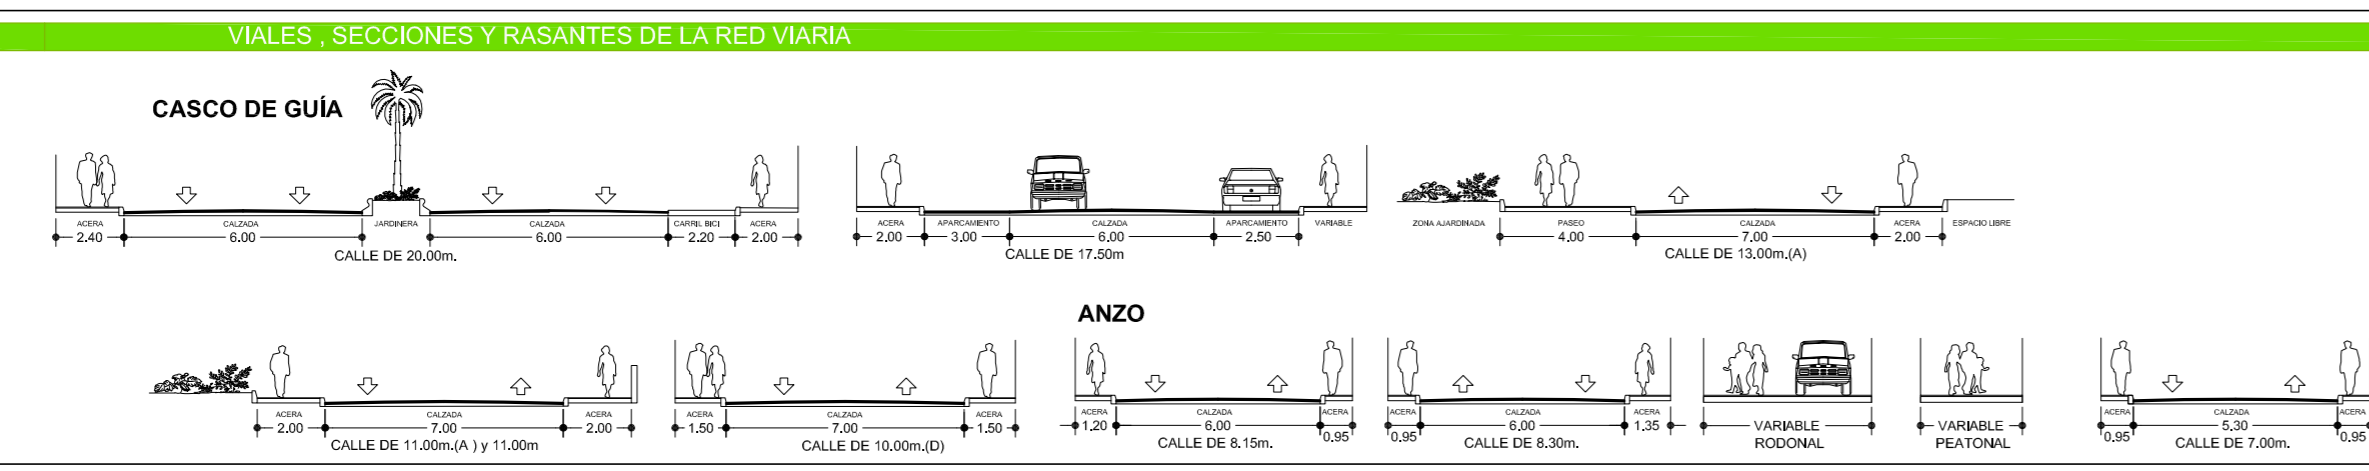 VIALES , SECCIONES Y RASANTES DE LA RED VIARIA
CASCO DE GUÍA
ACERA CALZADA JARDINERA CALZADA CARRIL BICI ACERA
2.40 6.00 6.00 2.20 2.00
CALLE DE 20.00m.
ACERA APARCAMIENTO CALZADA APARCAMIENTO VARIABLE
2.00 3.00 6.00 2.50
CALLE DE 17.50m
ZONA AJARDINADA PASEO CALZADA ACERA ESPACIO LIBRE
4.00 7.00 2.00
CALLE DE 13.00m.(A)
ANZO
ACERA CALZADA ACERA
2.00 7.00 2.00
CALLE DE 11.00m.(A ) y 11.00m
ACERA CALZADA ACERA
1.50 7.00 1.50
CALLE DE 10.00m.(D)
ACERA CALZADA ACERA
1.20 6.00 0.95
CALLE DE 8.15m.
ACERA CALZADA ACERA
0.95 6.00 1.35
CALLE DE 8.30m.
VARIABLE
RODONAL
VARIABLE
PEATONAL
ACERA CALZADA ACERA
0.95 5.30 0.95
CALLE DE 7.00m.